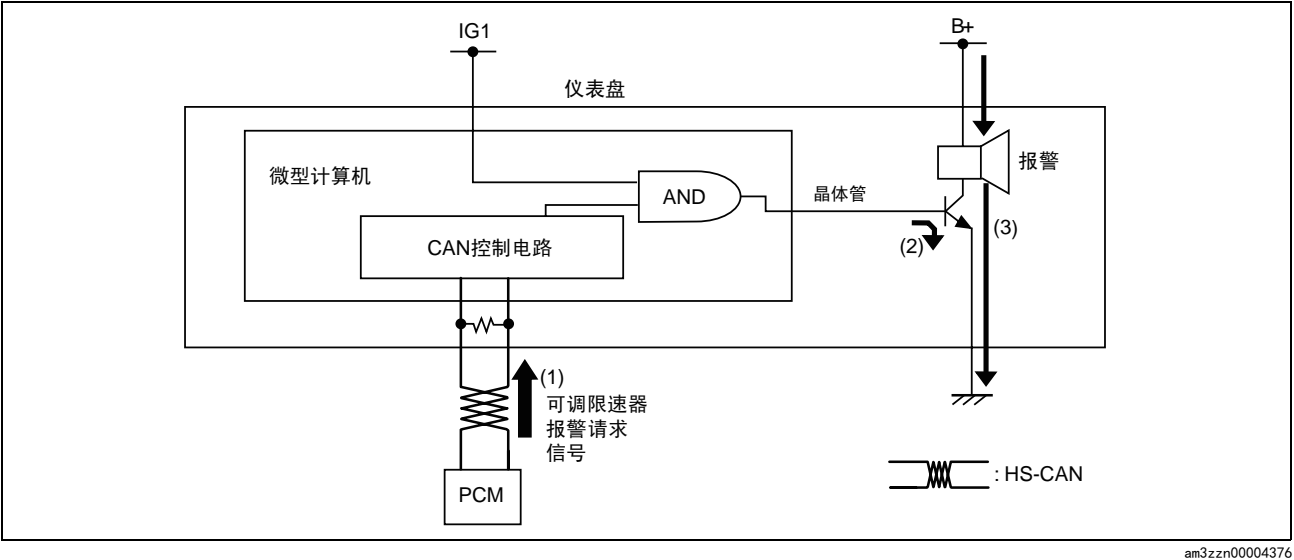 IG1
B+
仪表盘
微型计算机
AND
报警
晶体管
CAN控制电路
(2)
(3)
(1)
可调限速器
报警请求
信号
PCM
: HS-CAN
am3zzn00004376